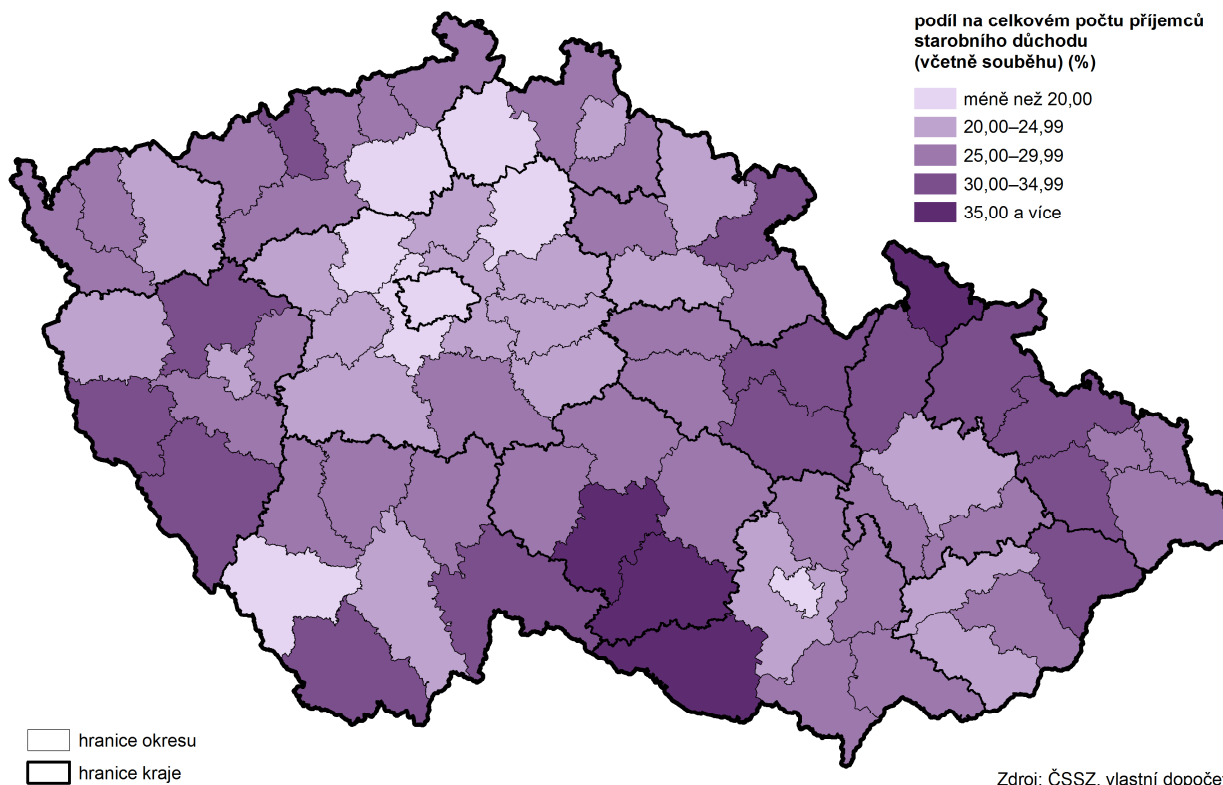 podíl na celkovém počtu příjemců
starobního důchodu
(včetně souběhu) (%)
méně než 20,00
20,00–24,99
25,00–29,99
30,00–34,99
35,00 a více
hranice okresu
hranice kraje
Zdroj: ČSSZ, vlastní dopočet